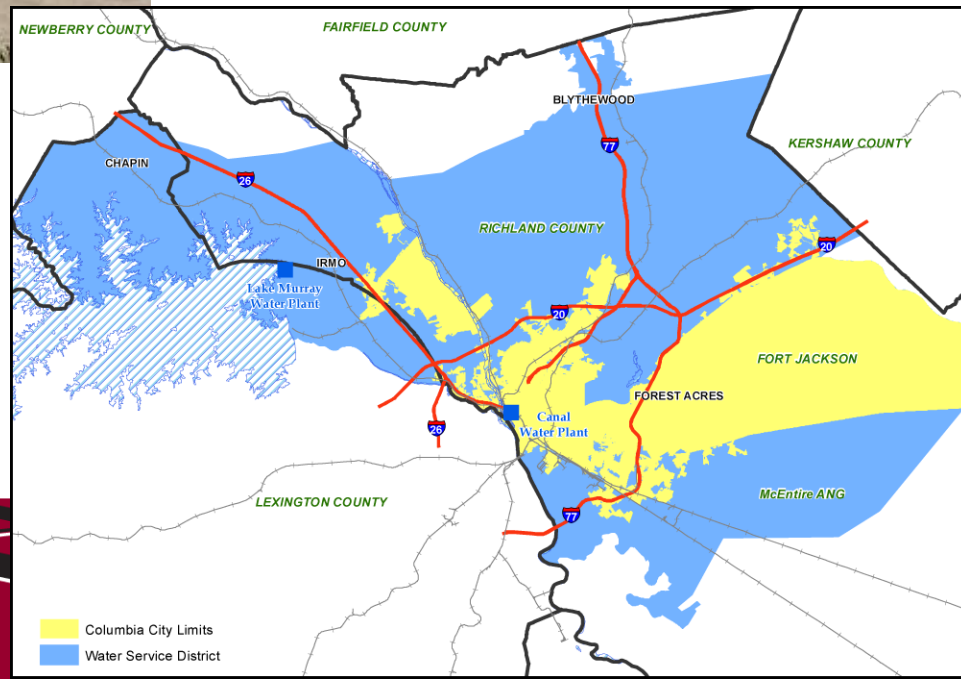 NEWBERRY COUNTY
FAIRFIELD COUNTY
BLYTHEWOOD
77
KERSHAW COUNTY
CHAPIN
26
RICHLAND COUNTY
20
IRMO
Lake Murray
Water Plant
20
FORT JACKSON
FOREST ACRES
Canal
Water Plant
26
LEXINGTON COUNTY
McEntire ANG
77
Columbia City Limits
Water Service District